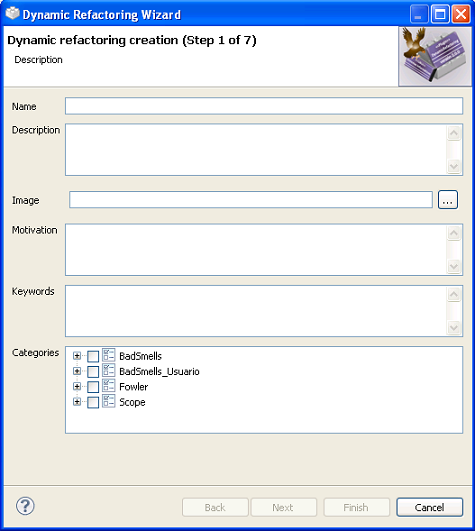 Dynamic Refactoring Wizard
Dynamic refactoring creation (Step 1 of 7)
Description
Name
Description
Image
...
Motivation
Keywords
Categories
BadSmells
BadSmells_Usuario
Fowler
Scope
?
Back
Next
Finish
Cancel